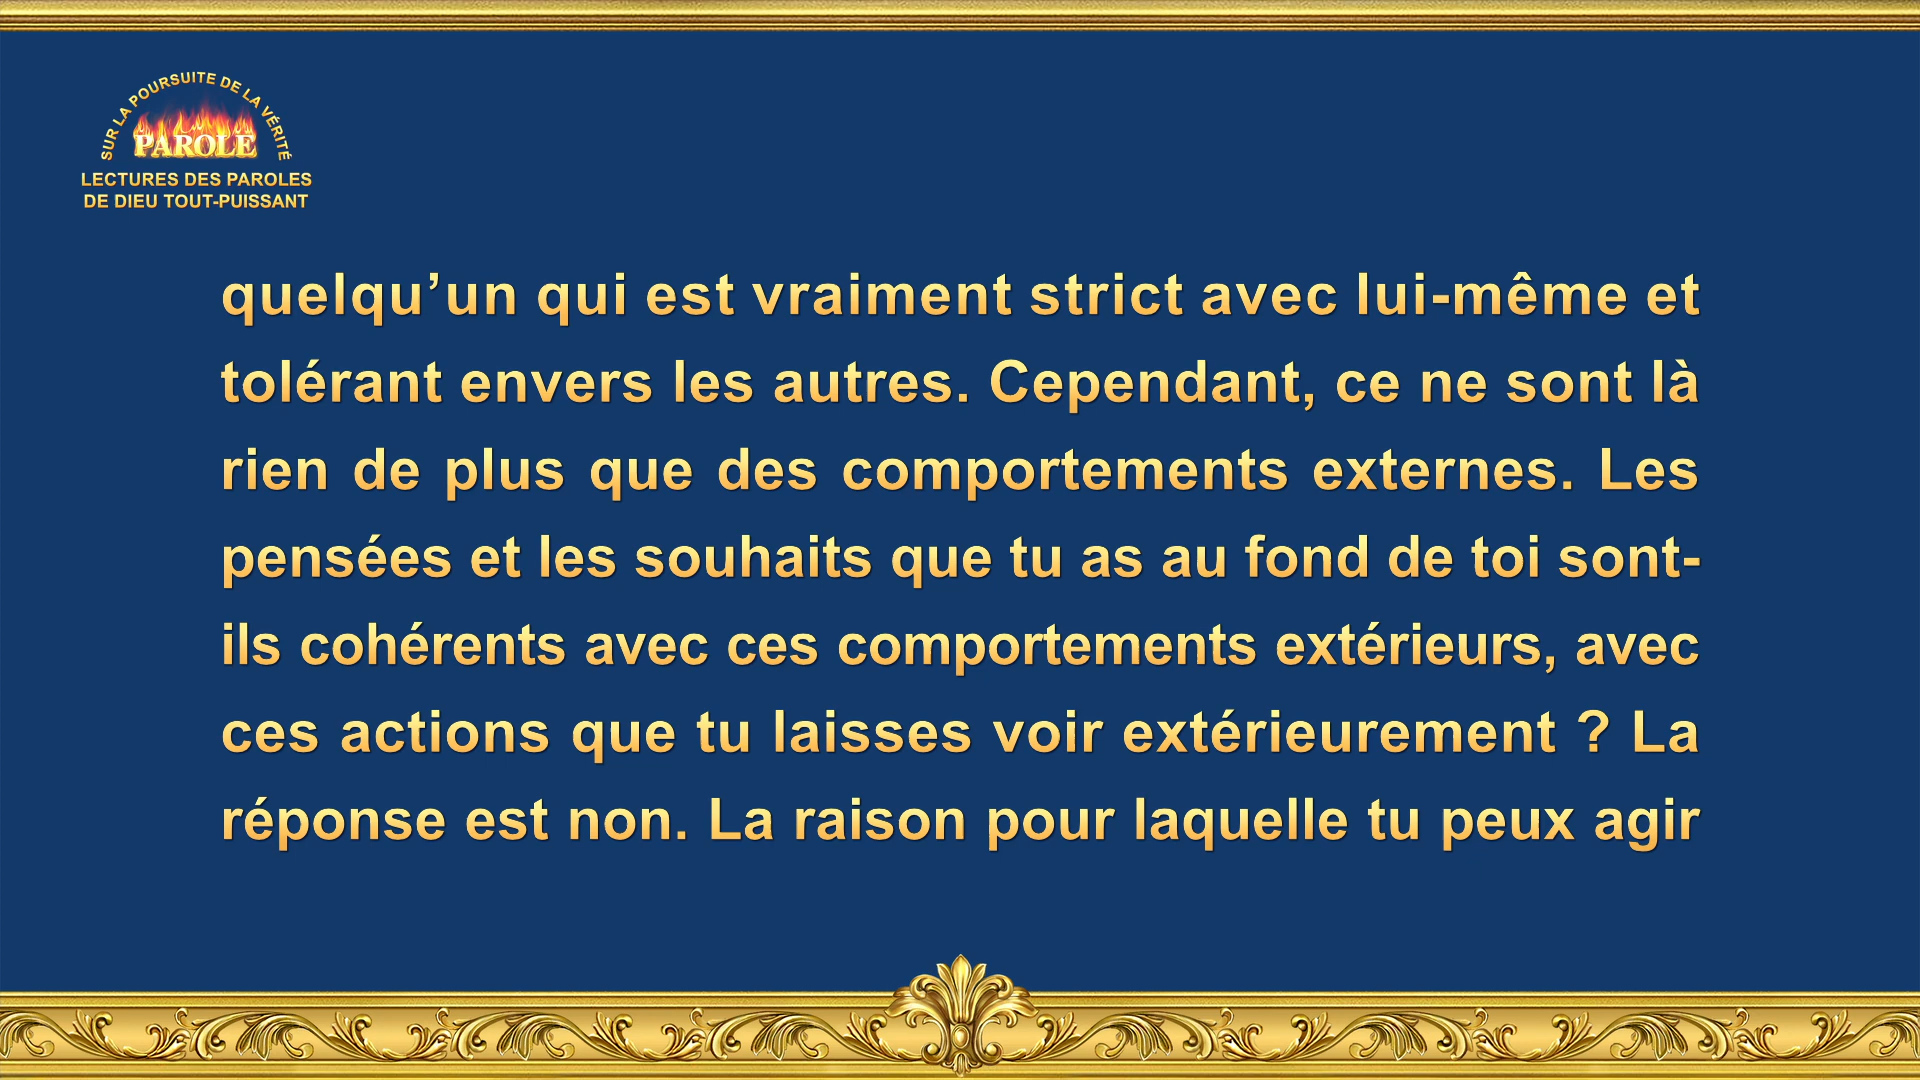 SUR LA POURSUITE DE LA VÉRITÉ
PAROLE
LECTURES DES PAROLES
DE DIEU TOUT-PUISSANT
quelqu’un qui est vraiment strict avec lui-même et
tolérant envers les autres. Cependant, ce ne sont là
rien de plus que des comportements externes. Les
pensées et les souhaits que tu as au fond de toi sont-
ils cohérents avec ces comportements extérieurs, avec
ces actions que tu laisses voir extérieurement ? La
réponse est non. La raison pour laquelle tu peux agir